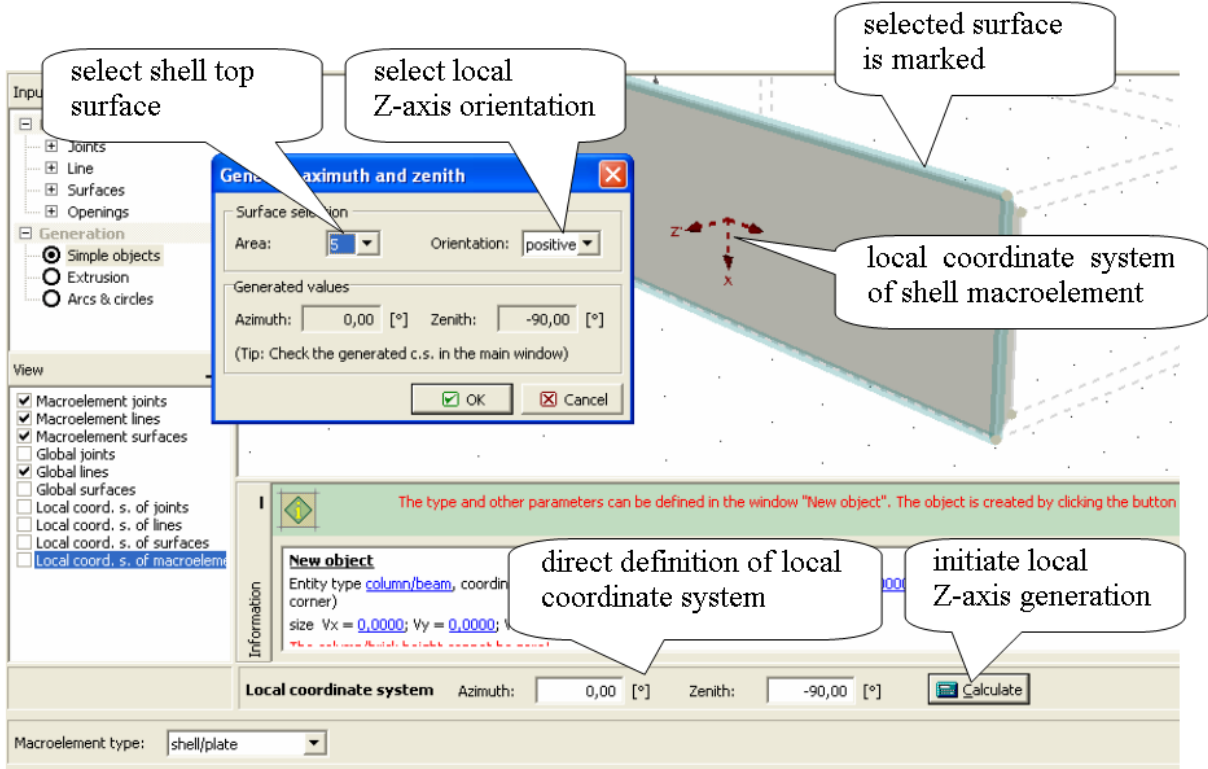 selected surface
is marked
select shell top
surface
select local
Z-axis orientation
Inpu
Joints
Line
Surfaces
Openings
Generation
Simple objects
Extrusion
Arcs & circles
azimuth and zenith
Surface selection
Area: 5 Orientation: positive
Generated values
Azimuth: 0,00 [°] Zenith: -90,00 [°]
(Tip: Check the generated c.s. in the main window)
OK Cancel
Z
X
local coordinate system
of shell macroelement
View
Macroelement joints
Macroelement lines
Macroelement surfaces
Global joints
Global lines
Global surfaces
Local coord. s. of joints
Local coord. s. of lines
Local coord. s. of surfaces
Local coord. s. of macroeleme
Information
The type and other parameters can be defined in the window "New object". The object is created by clicking the button
New object
Entity type column/beam, coordin
corner)
size Vx = 0,0000; Vy = 0,0000;
direct definition of local
coordinate system
initiate local
Z-axis generation
Local coordinate system Azimuth: 0,00 [°] Zenith: -90,00 [°] Calculate
Macroelement type: shell/plate